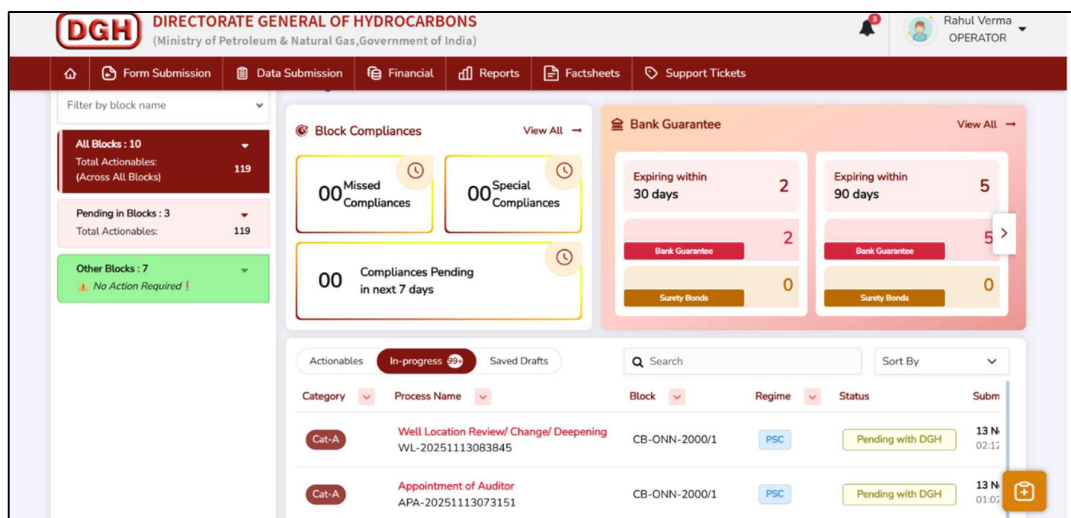 DGH
DIRECTORATE GENERAL OF HYDROCARBONS
(Ministry of Petroleum & Natural Gas,Government of India)
Rahul Verma
OPERATOR
Form Submission
Data Submission
Financial
Reports
Factsheets
Support Tickets
Filter by block name
All Blocks : 10
Total Actionables:
(Across All Blocks)
119
Pending in Blocks : 3
Total Actionables:
119
Other Blocks : 7
No Action Required
Block Compliances
View All →
00 Missed Compliances
00 Special Compliances
00 Compliances Pending
in next 7 days
Bank Guarantee
View All →
Expiring within
30 days
2
Bank Guarantee
2
Surety Bonds
0
Expiring within
90 days
5
Bank Guarantee
5
Surety Bonds
0
Actionables
In-progress 99+
Saved Drafts
Search
Sort By
Category
Process Name
Block
Regime
Status
Subm
Cat-A
Well Location Review/ Change/ Deepening
WL-20251113083845
CB-ONN-2000/1
PSC
Pending with DGH
13 N
02:12
Cat-A
Appointment of Auditor
APA-20251113073151
CB-ONN-2000/1
PSC
Pending with DGH
13 N
01:02